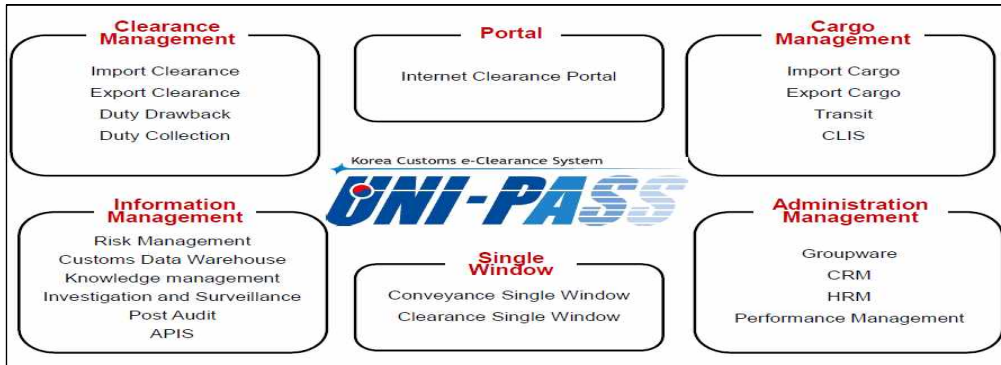 Clearance
Management
Import Clearance
Export Clearance
Duty Drawback
Duty Collection
Portal
Internet Clearance Portal
Cargo
Management
Import Cargo
Export Cargo
Transit
CLIS
Korea Customs e-Clearance System
UNI-PASS
Information
Management
Risk Management
Customs Data Warehouse
Knowledge management
Investigation and Surveillance
Post Audit
APIS
Single
Window
Conveyance Single Window
Clearance Single Window
Administration
Management
Groupware
CRM
HRM
Performance Management